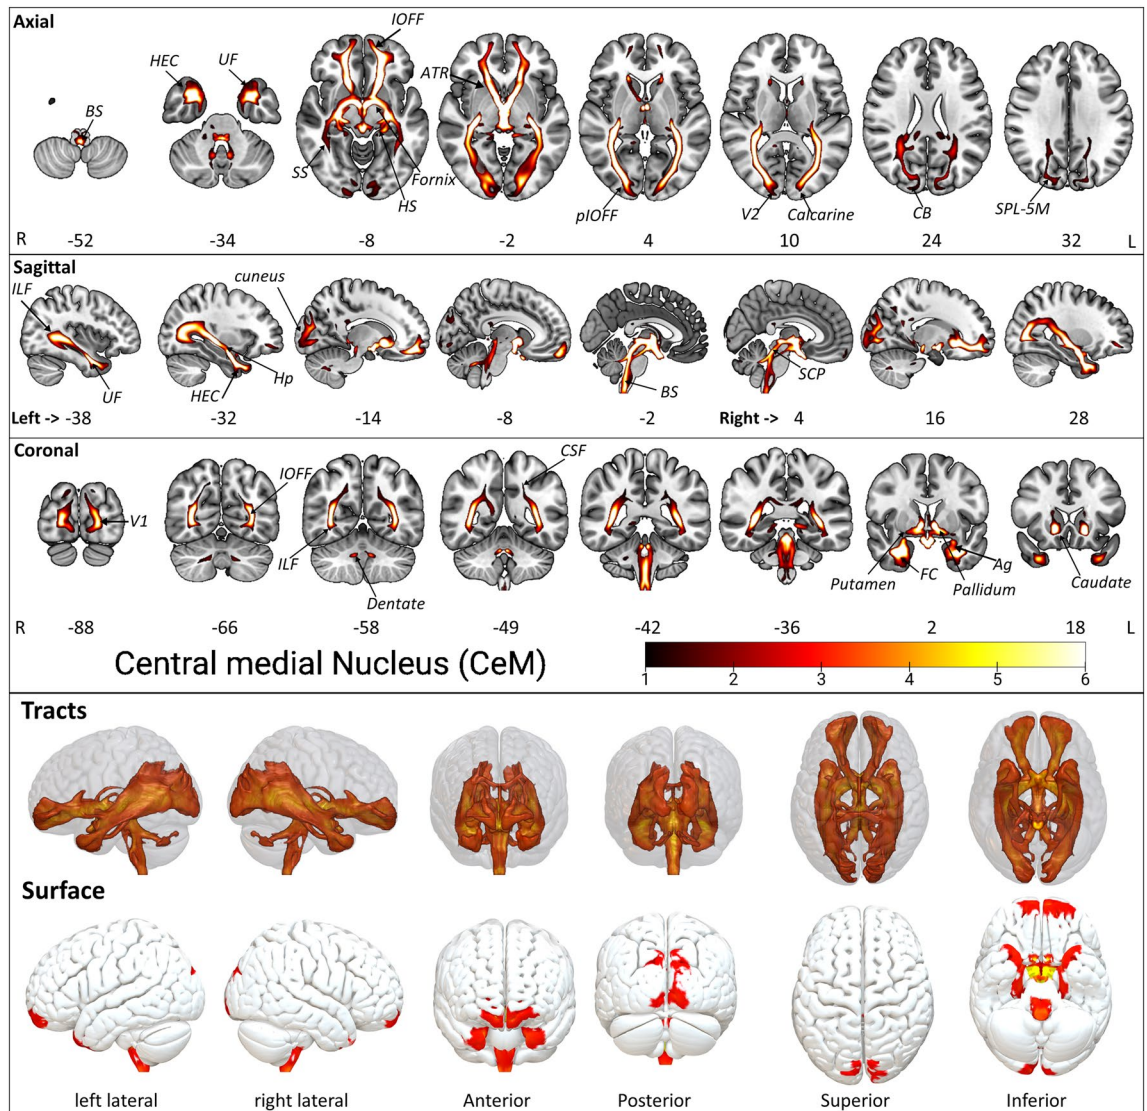 Axial
IOFF
HEC
UF
ATR
BS
SS
Fornix
HS
pIOFF
V2
Calcarine
CB
SPL-5M
R -52 -34 -8 -2 4 10 24 32 L
Sagittal
ILF
cuneus
UF
HEC
Hp
BS
SCP
Left -> -38 -32 -14 -8 -2 Right -> 4 16 28
Coronal
IOFF
CSF
V1
ILF
Dentate
Putamen
FC
Ag
Pallidum
Caudate
R -88 -66 -58 -49 -42 -36 2 18 L
Central medial Nucleus (CeM)
1 2 3 4 5 6
Tracts
Surface
left lateral right lateral Anterior Posterior Superior Inferior